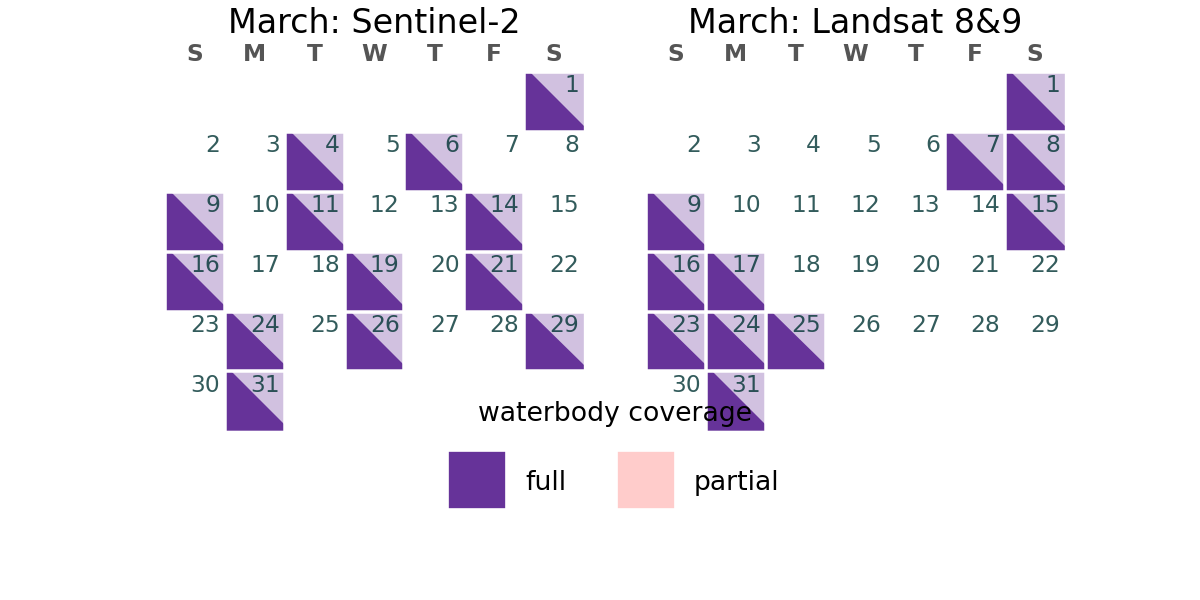 March: Sentinel-2
S M T W T F S
1
2 3 4 5 6 7 8
9 10 11 12 13 14 15
16 17 18 19 20 21 22
23 24 25 26 27 28 29
30 31
March: Landsat 8&9
S M T W T F S
1
2 3 4 5 6 7 8
9 10 11 12 13 14 15
16 17 18 19 20 21 22
23 24 25 26 27 28 29
30 31
waterbody coverage
full partial